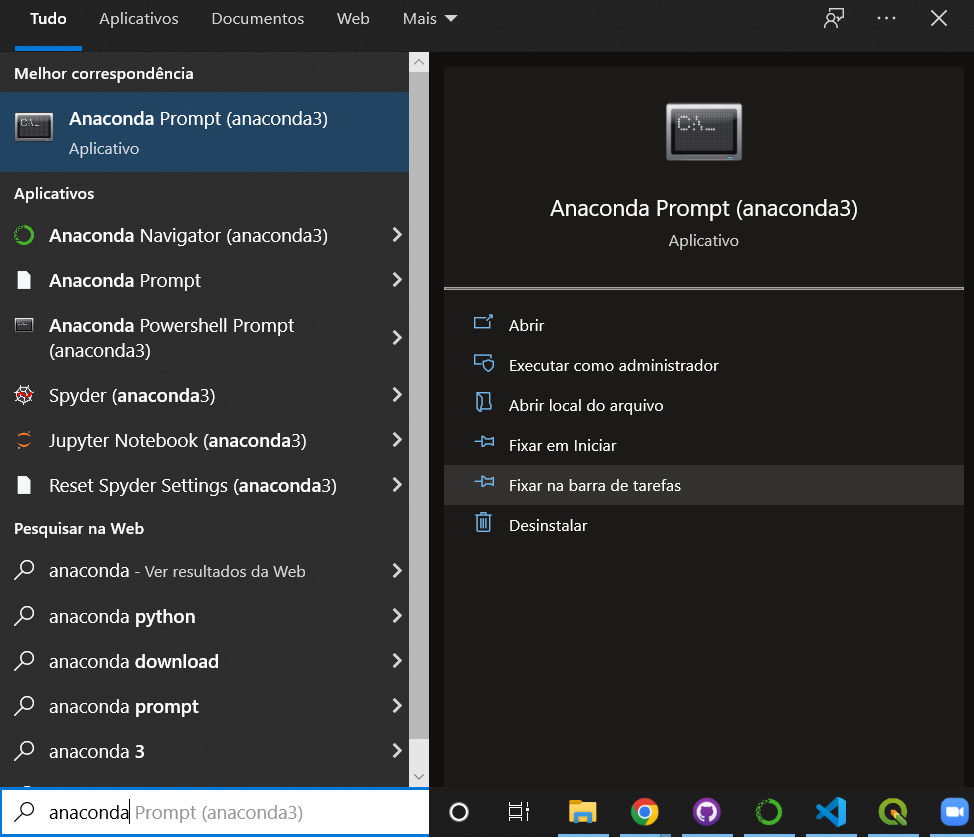 Tudo Aplicativos Documentos Web Mais
Melhor correspondência
Anaconda Prompt (anaconda3)
Aplicativo
Aplicativos
Anaconda Navigator (anaconda3)
Anaconda Prompt
Anaconda Powershell Prompt
(anaconda3)
Spyder (anaconda3)
Jupyter Notebook (anaconda3)
Reset Spyder Settings (anaconda3)
Pesquisar na Web
anaconda - Ver resultados da Web
anaconda python
anaconda download
anaconda prompt
anaconda 3
anaconda Prompt (anaconda3)
C:\_
Anaconda Prompt (anaconda3)
Aplicativo
Abrir
Executar como administrador
Abrir local do arquivo
Fixar em Iniciar
Fixar na barra de tarefas
Desinstalar